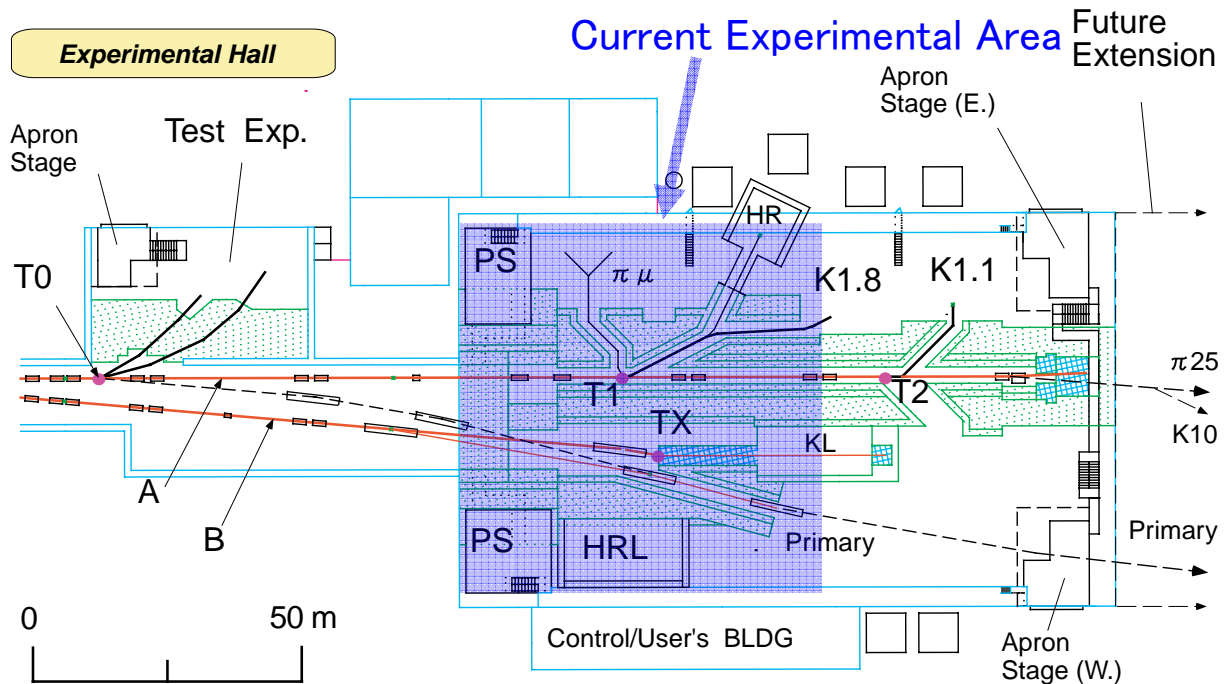 Current Experimental Area
Future
Extension
Experimental Hall
Apron
Stage (E.)
Apron
Stage
Test Exp.
HR
PS
π μ
K1.8
K1.1
T0
π25
T1
T2
TX
K10
KL
A
B
PS
HRL
Primary
Primary
0
50 m
Control/User's BLDG
Apron
Stage (W.)